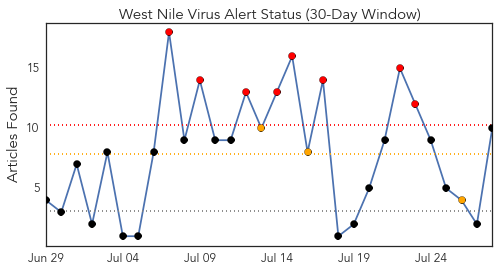 West Nile Virus Alert Status (30-Day Window)
Articles Found
15
10
5
Jun 29
Jul 04
Jul 09
Jul 14
Jul 19
Jul 24